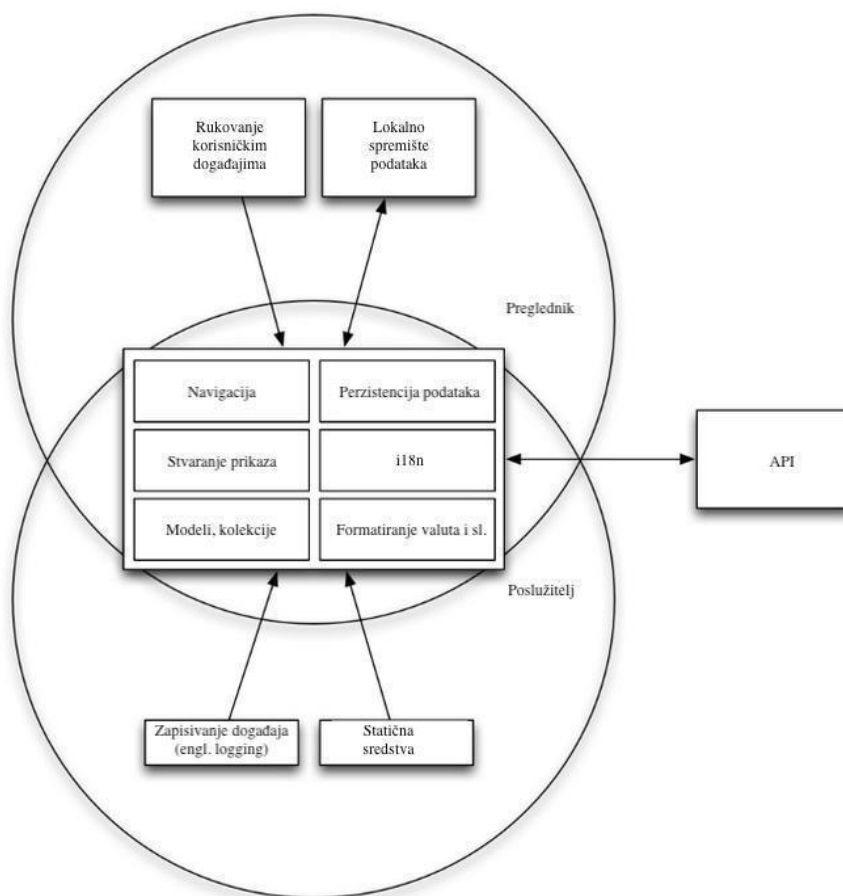 Rukovanje
korisničkim
događajima
Lokalno
spremište
podataka
Preglednik
Navigacija
Perzistencija podataka
Stvaranje prikaza
i18n
Modeli, kolekcije
Formatiranje valuta i sl.
API
Poslužitelj
Zapisivanje događaja
(engl. logging)
Statična
sredstva